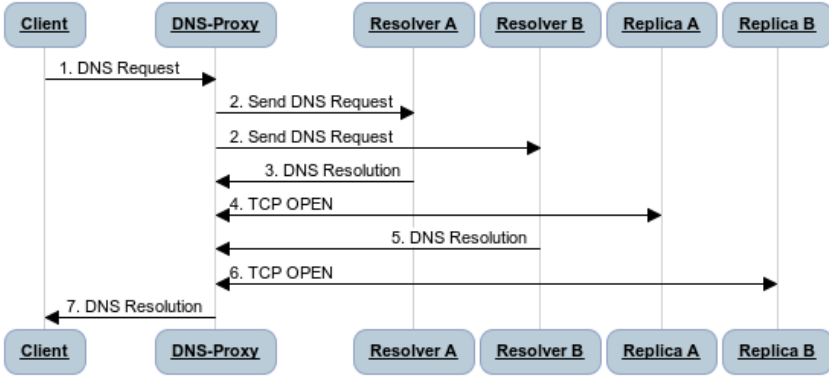 Client DNS-Proxy Resolver A Resolver B Replica A Replica B
1. DNS Request
2. Send DNS Request
2. Send DNS Request
3. DNS Resolution
4. TCP OPEN
5. DNS Resolution
6. TCP OPEN
7. DNS Resolution
Client DNS-Proxy Resolver A Resolver B Replica A Replica B